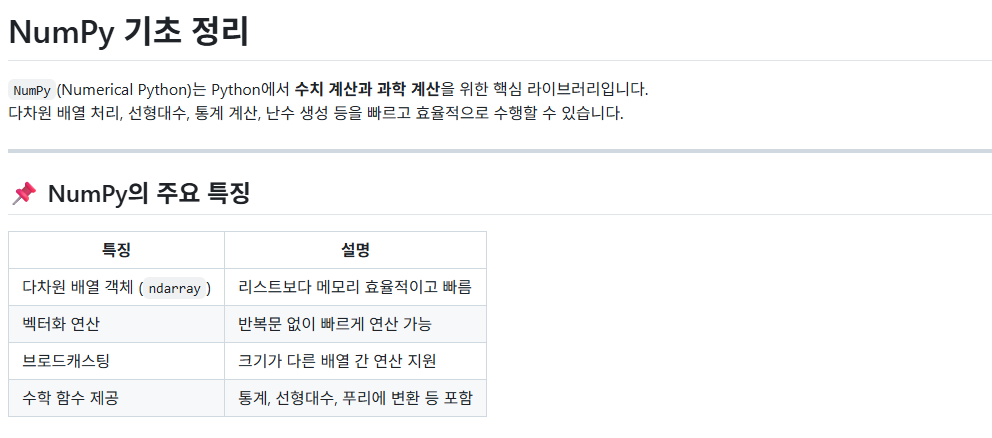 NumPy 기초 정리
NumPy (Numerical Python)는 Python에서 수치 계산과 과학 계산을 위한 핵심 라이브러리입니다.
다차원 배열 처리, 선형대수, 통계 계산, 난수 생성 등을 빠르고 효율적으로 수행할 수 있습니다.
📌 NumPy의 주요 특징
특징 설명
다차원 배열 객체 ( ndarray ) 리스트보다 메모리 효율적이고 빠름
벡터화 연산 반복문 없이 빠르게 연산 가능
브로드캐스팅 크기가 다른 배열 간 연산 지원
수학 함수 제공 통계, 선형대수, 푸리에 변환 등 포함